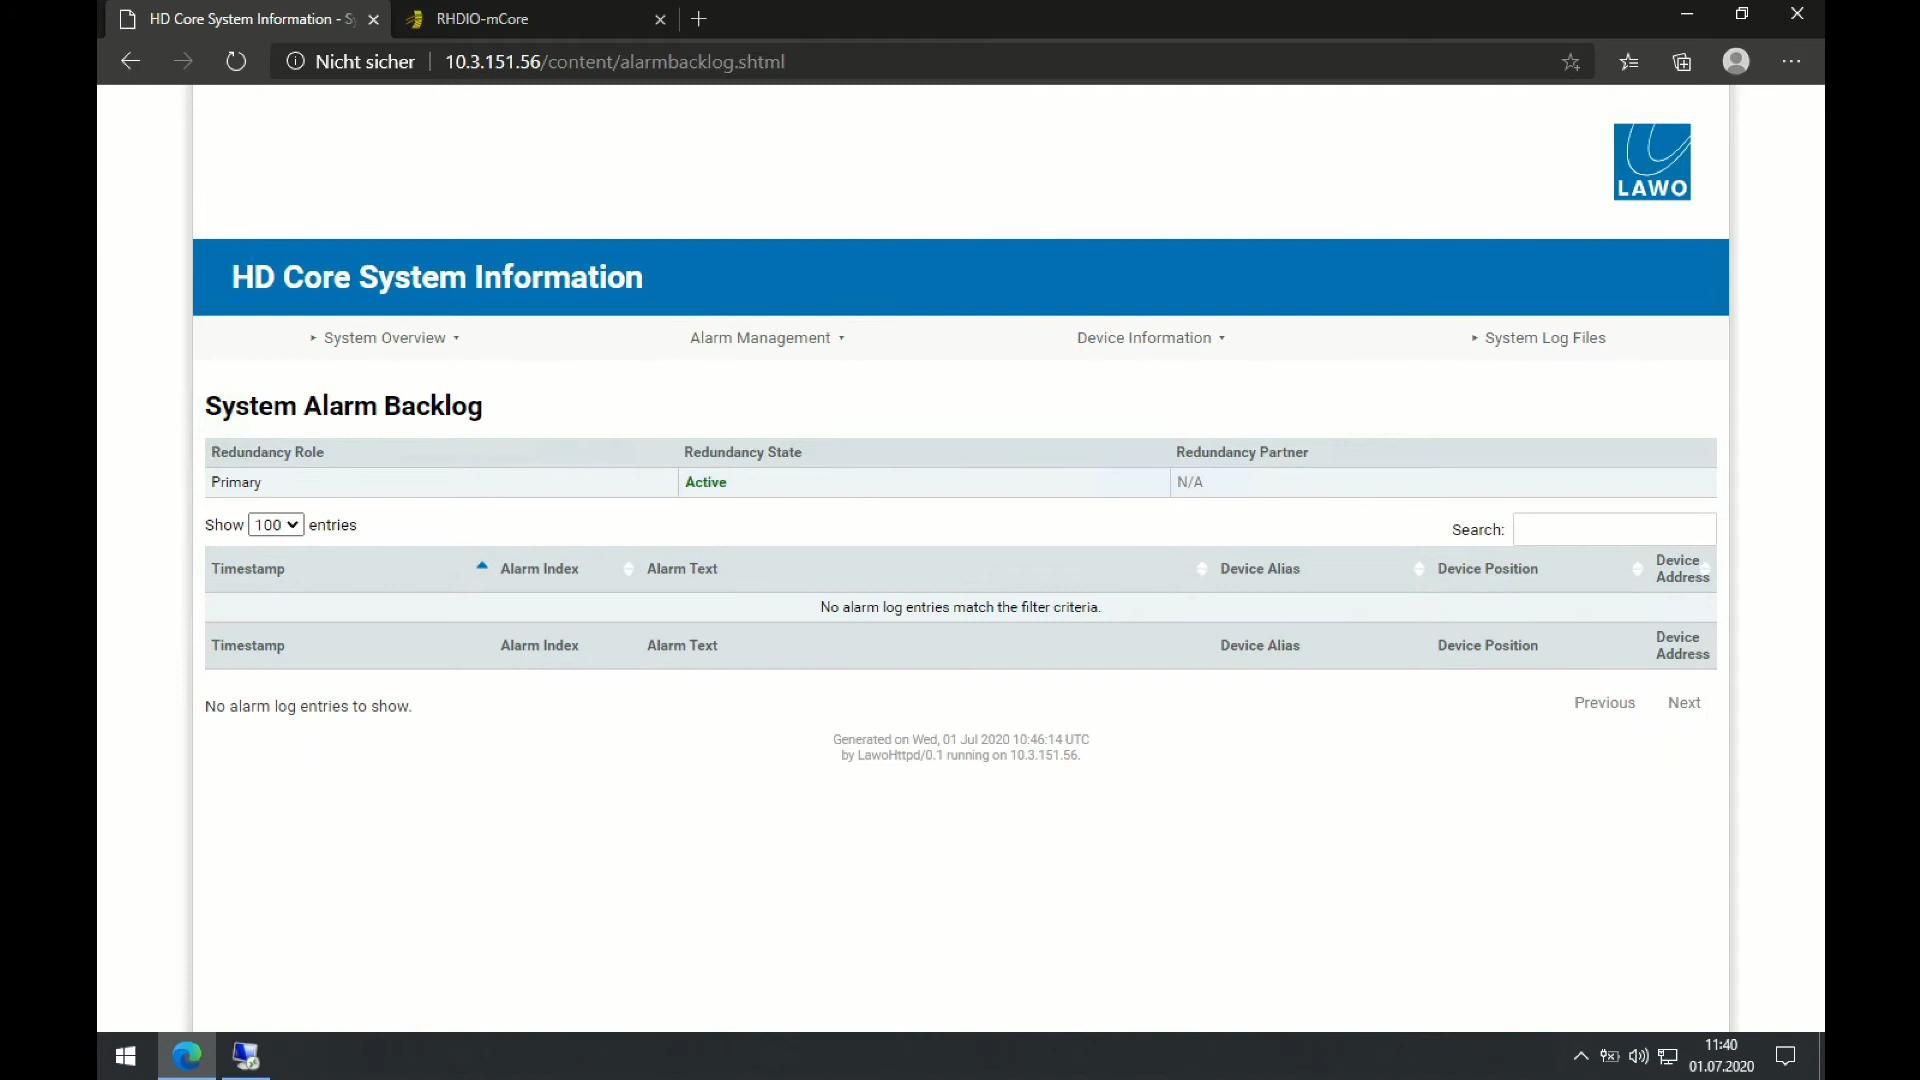 HD Core System Information - S
RHDIO-mCore
Nicht sicher
10.3.151.56/content/alarmbacklog.shtml
LAWO
HD Core System Information
System Overview
Alarm Management
Device Information
System Log Files
System Alarm Backlog
Redundancy Role
Redundancy State
Redundancy Partner
Primary
Active
N/A
Show 100 entries
Search:
Timestamp
Alarm Index
Alarm Text
Device Alias
Device Position
Device
Address
No alarm log entries match the filter criteria.
Timestamp
Alarm Index
Alarm Text
Device Alias
Device Position
Device
Address
No alarm log entries to show.
Previous
Next
Generated on Wed, 01 Jul 2020 10:46:14 UTC
by LawoHttpd/0.1 running on 10.3.151.56.
11:40
01.07.2020